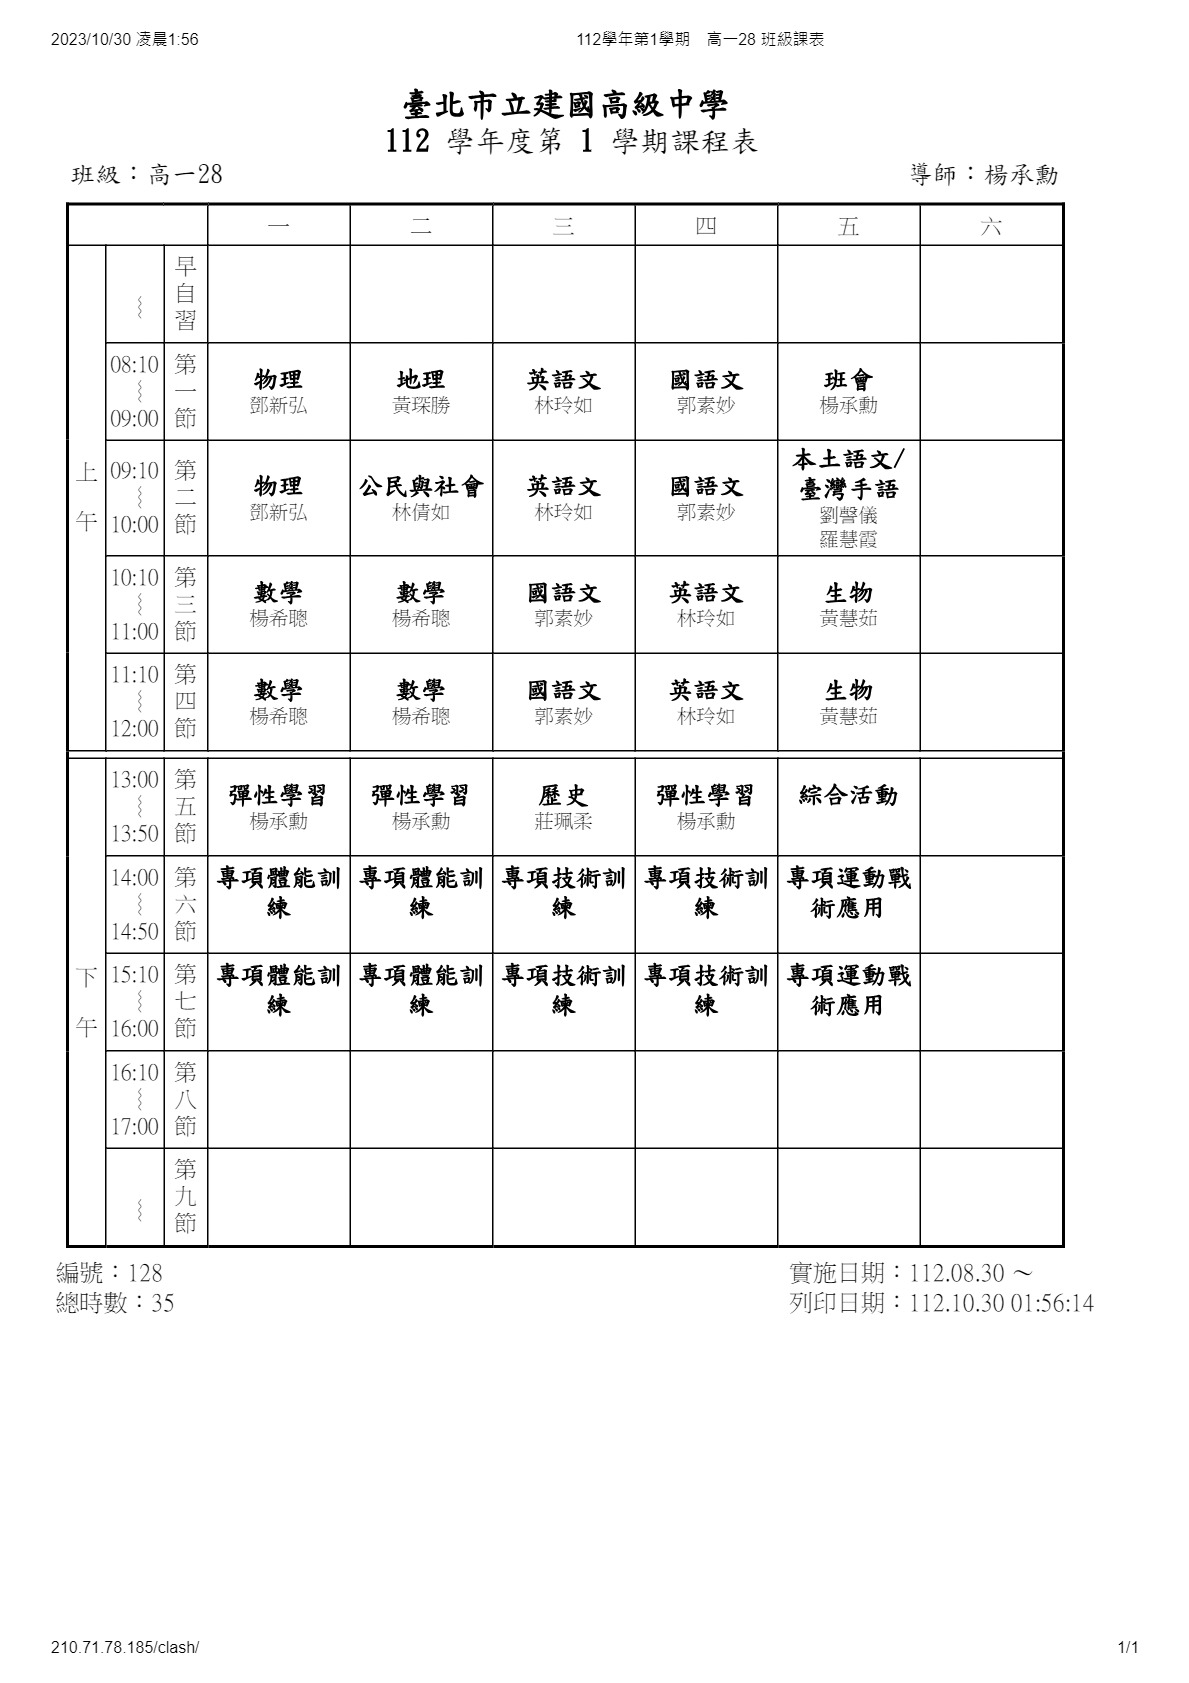 2023/10/30 凌晨1:56
112學年第1學期 高一28 班級課表
臺北市立建國高級中學
112 學年度第 1 學期課程表
班級：高一28
導師：楊承勳
一 二 三 四 五 六
上午
～
早自習
08:10
～
09:00
第一節
物理
鄧新弘
地理
黃琛勝
英語文
林玲如
國語文
郭素妙
班會
楊承勳
09:10
～
10:00
第二節
物理
鄧新弘
公民與社會
林倩如
英語文
林玲如
國語文
郭素妙
本土語文/
臺灣手語
劉謦儀
羅慧霞
10:10
～
11:00
第三節
數學
楊希聰
數學
楊希聰
國語文
郭素妙
英語文
林玲如
生物
黃慧茹
11:10
～
12:00
第四節
數學
楊希聰
數學
楊希聰
國語文
郭素妙
英語文
林玲如
生物
黃慧茹
下午
13:00
～
13:50
第五節
彈性學習
楊承勳
彈性學習
楊承勳
歷史
莊珮柔
彈性學習
楊承勳
綜合活動
14:00
～
14:50
第六節
專項體能訓
練
專項體能訓
練
專項技術訓
練
專項技術訓
練
專項運動戰
術應用
15:10
～
16:00
第七節
專項體能訓
練
專項體能訓
練
專項技術訓
練
專項技術訓
練
專項運動戰
術應用
16:10
～
17:00
第八節
～
第九節
編號：128
實施日期：112.08.30 ～
總時數：35
列印日期：112.10.30 01:56:14
210.71.78.185/clash/
1/1